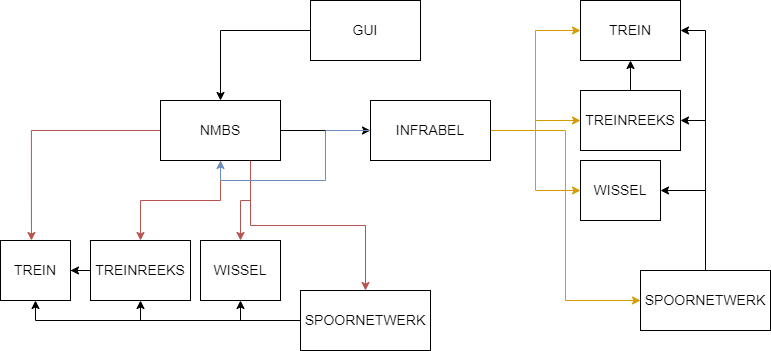 GUI
TREIN
NMBS
INFRABEL
TREINREEKS
WISSEL
TREIN
TREINREEKS
WISSEL
SPOORNETWERK
SPOORNETWERK